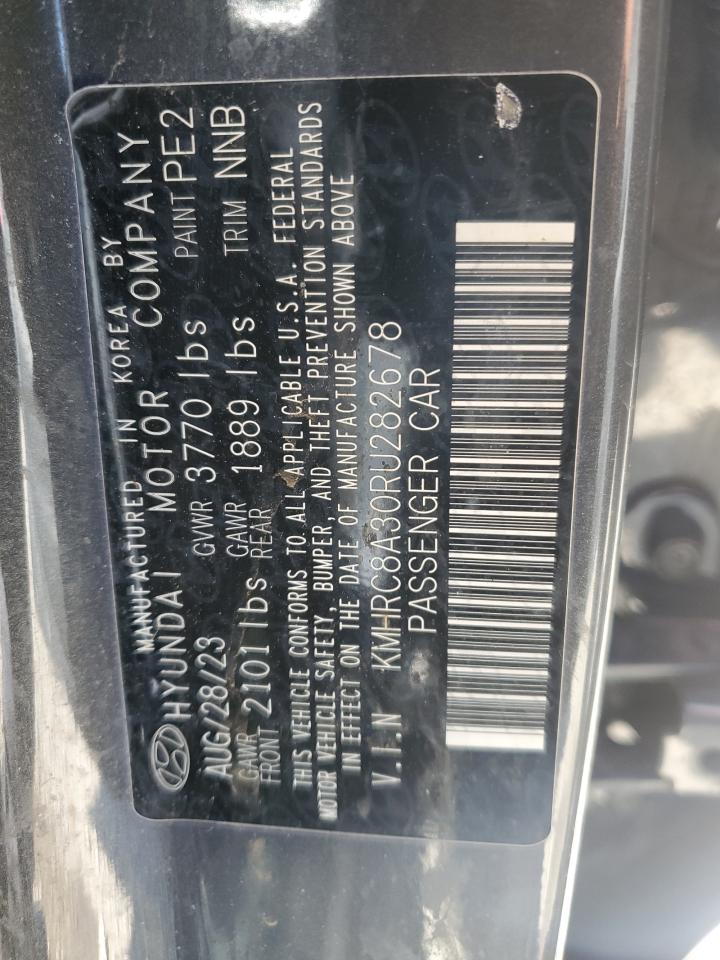 MANUFACTURED IN KOREA BY
HYUNDAI MOTOR COMPANY
AUG/28/23 GVWR 3770 lbs PAINT PE2
GAWR FRONT 2101 lbs GAWR REAR 1889 lbs TRIM NNB
THIS VEHICLE CONFORMS TO ALL APPLICABLE U.S.A. FEDERAL
MOTOR VEHICLE SAFETY, BUMPER, AND THEFT PREVENTION STANDARDS
IN EFFECT ON THE DATE OF MANUFACTURE SHOWN ABOVE
V.I.N KMHRC8A30RU282678
PASSENGER CAR